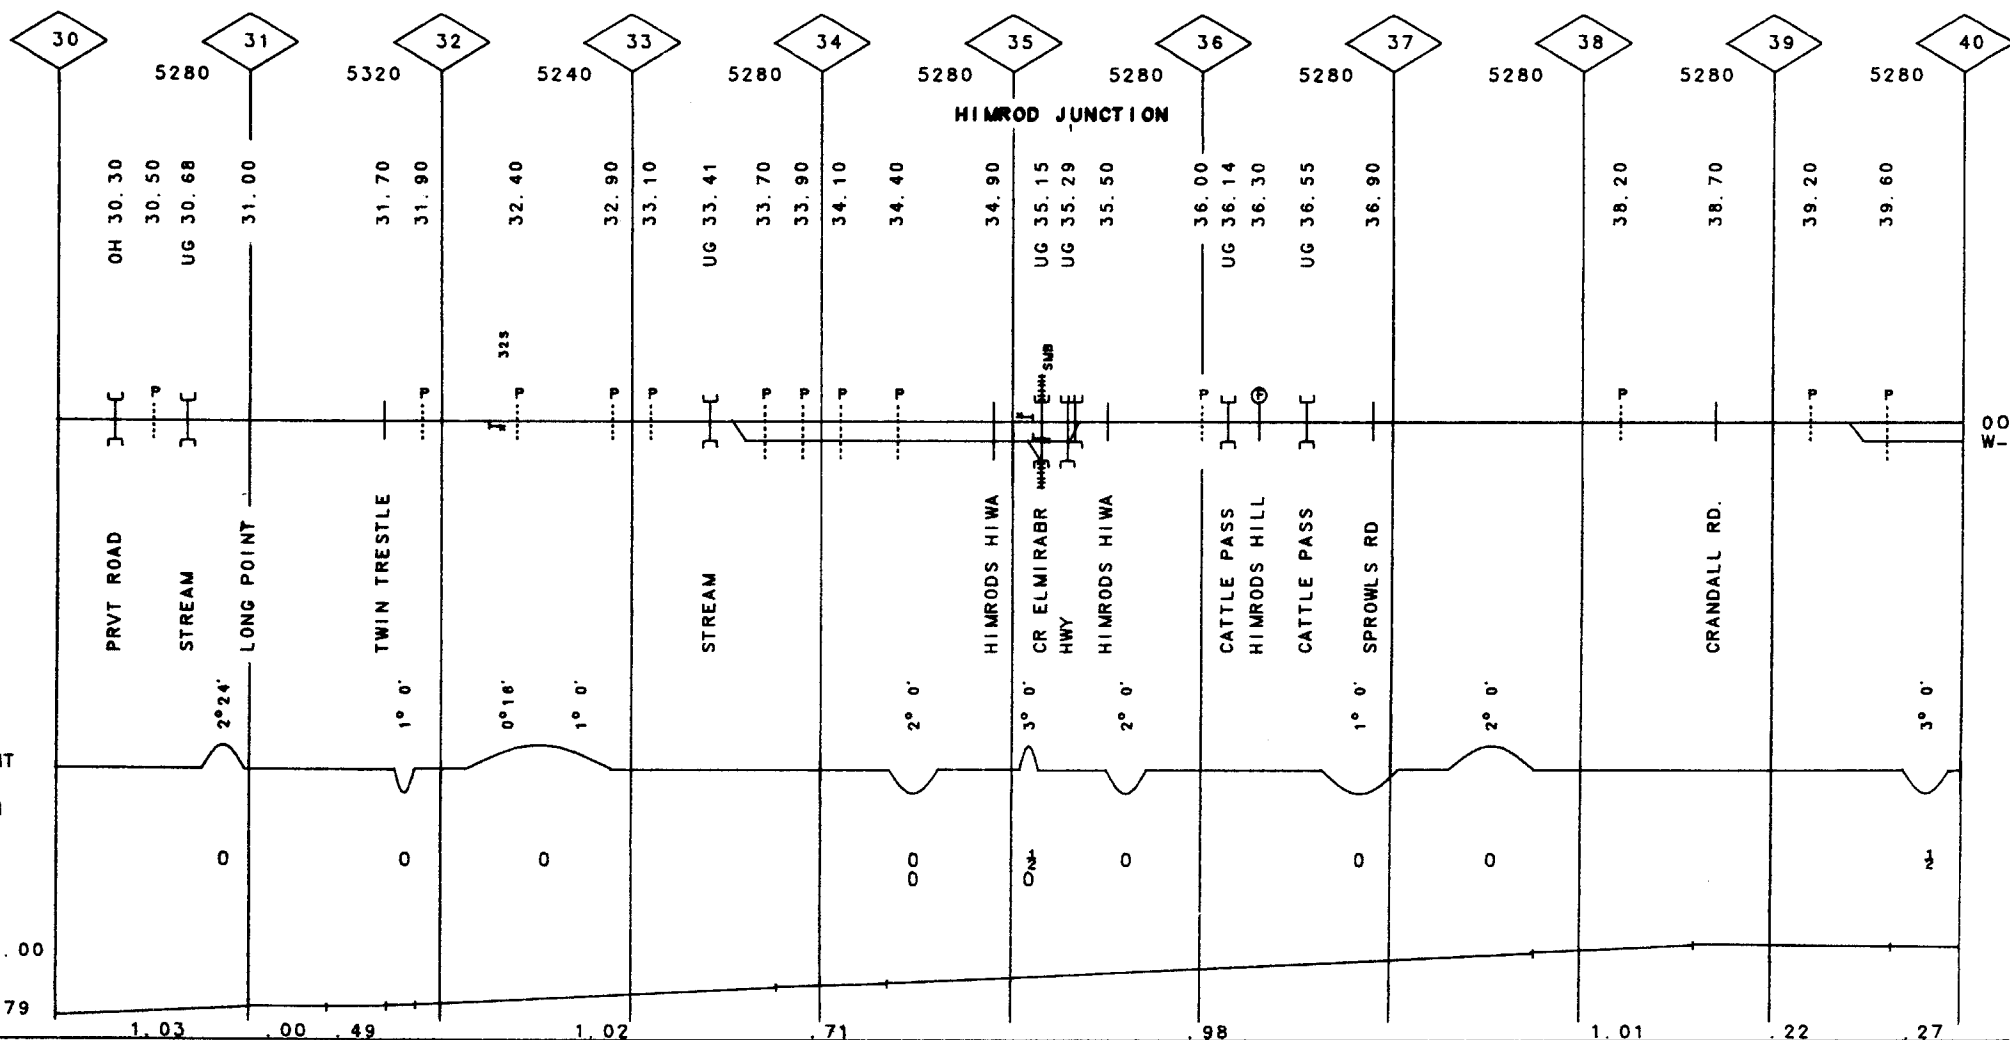 30 31 32 33 34 35 36 37 38 39 40
5280 5320 5240 5280 5280 5280 5280 5280 5280 5280
HIMROD JUNCTION
OH 30.30
30.50
UG 30.68
31.00
31.70
31.90
32.40
32.90
33.10
UG 33.41
33.70
33.90
34.10
34.40
34.90
UG 35.15
UG 35.29
35.50
36.00
UG 36.14
36.30
UG 36.55
36.90
38.20
38.70
39.20
39.60
32S
SMB
P P P P P P P P P P P P P P
00
W-
PRVT ROAD
STREAM
LONG POINT
TWIN TRESTLE
STREAM
HIMRODS HIWA
CR ELMIRABR
HWY
HIMRODS HIWA
CATTLE PASS
HIMRODS HILL
CATTLE PASS
SPROWLS RD
CRANDALL RD.
2°24'
1° 0'
0°16'
1° 0'
2° 0'
3° 0'
2° 0'
1° 0'
2° 0'
3° 0'
NT
0 0 0 0 ½ 0 0 0 ½
0 0
.00
79
1.03 .00 .49 1.02 .71 .98 1.01 .22 .27